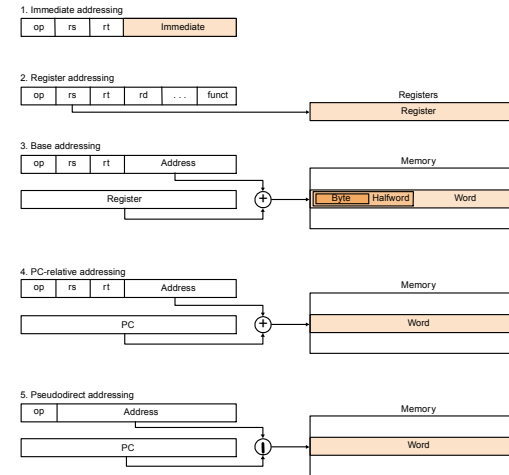 1. Immediate addressing
op rs rt Immediate
2. Register addressing
op rs rt rd . . . funct
Registers
Register
3. Base addressing
op rs rt Address
Memory
Register
+
Byte Halfword Word
4. PC-relative addressing
op rs rt Address
Memory
PC
+
Word
5. Pseudodirect addressing
op Address
Memory
PC
Word